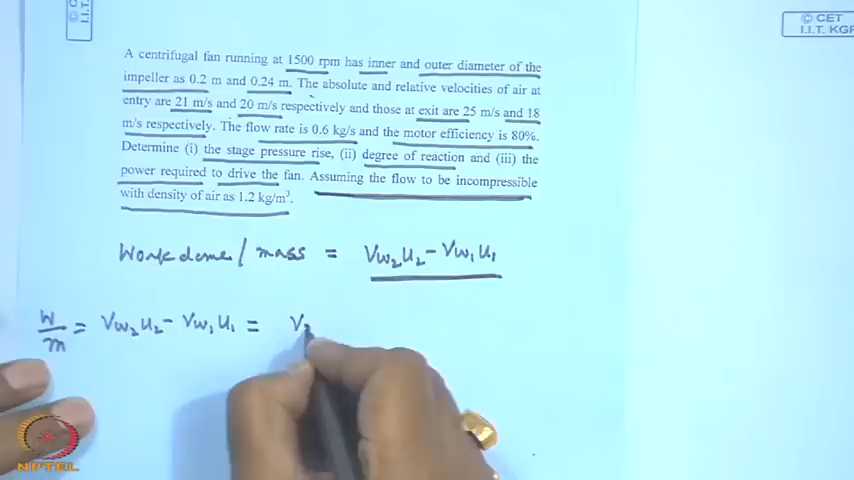 © CET
I.I.T. KGP
A centrifugal fan running at 1500 rpm has inner and outer diameter of the
impeller as 0.2 m and 0.24 m. The absolute and relative velocities of air at
entry are 21 m/s and 20 m/s respectively and those at exit are 25 m/s and 18
m/s respectively. The flow rate is 0.6 kg/s and the motor efficiency is 80%.
Determine (i) the stage pressure rise, (ii) degree of reaction and (iii) the
power required to drive the fan. Assuming the flow to be incompressible
with density of air as 1.2 kg/m³.
Workdone/mass = Vw₂U₂ - Vw₁U₁
W/m = Vw₂U₂ - Vw₁U₁ = V₂
NPTEL